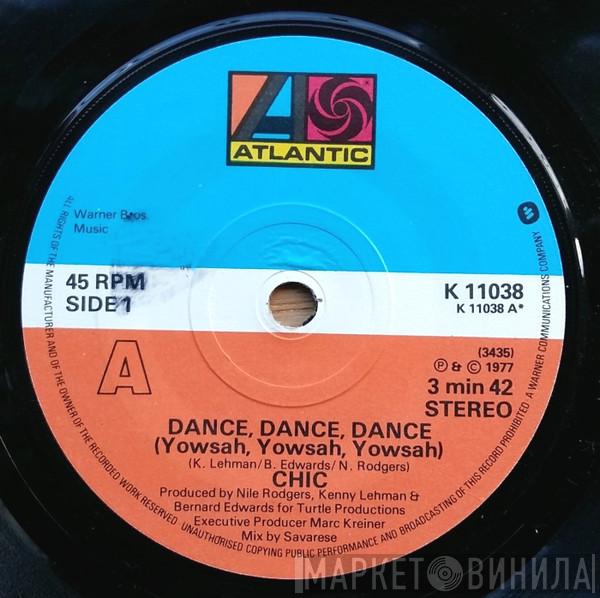 ATLANTIC
Warner Bros.
Music
45 RPM
SIDE 1
K 11038
K 11038 A*
A
(3435)
℗ & © 1977
3 min 42
STEREO
DANCE, DANCE, DANCE
(Yowsah, Yowsah, Yowsah)
(K. Lehman/B. Edwards/N. Rodgers)
CHIC
Produced by Nile Rodgers, Kenny Lehman &
Bernard Edwards for Turtle Productions
Executive Producer Marc Kreiner
Mix by Savarese
ALL RIGHTS OF THE MANUFACTURER AND OF THE OWNER OF THE RECORDED WORK RESERVED. UNAUTHORISED COPYING PUBLIC PERFORMANCE AND BROADCASTING OF THIS RECORD PROHIBITED A WARNER COMMUNICATIONS COMPANY
МАРКЕТ ВИНИЛА